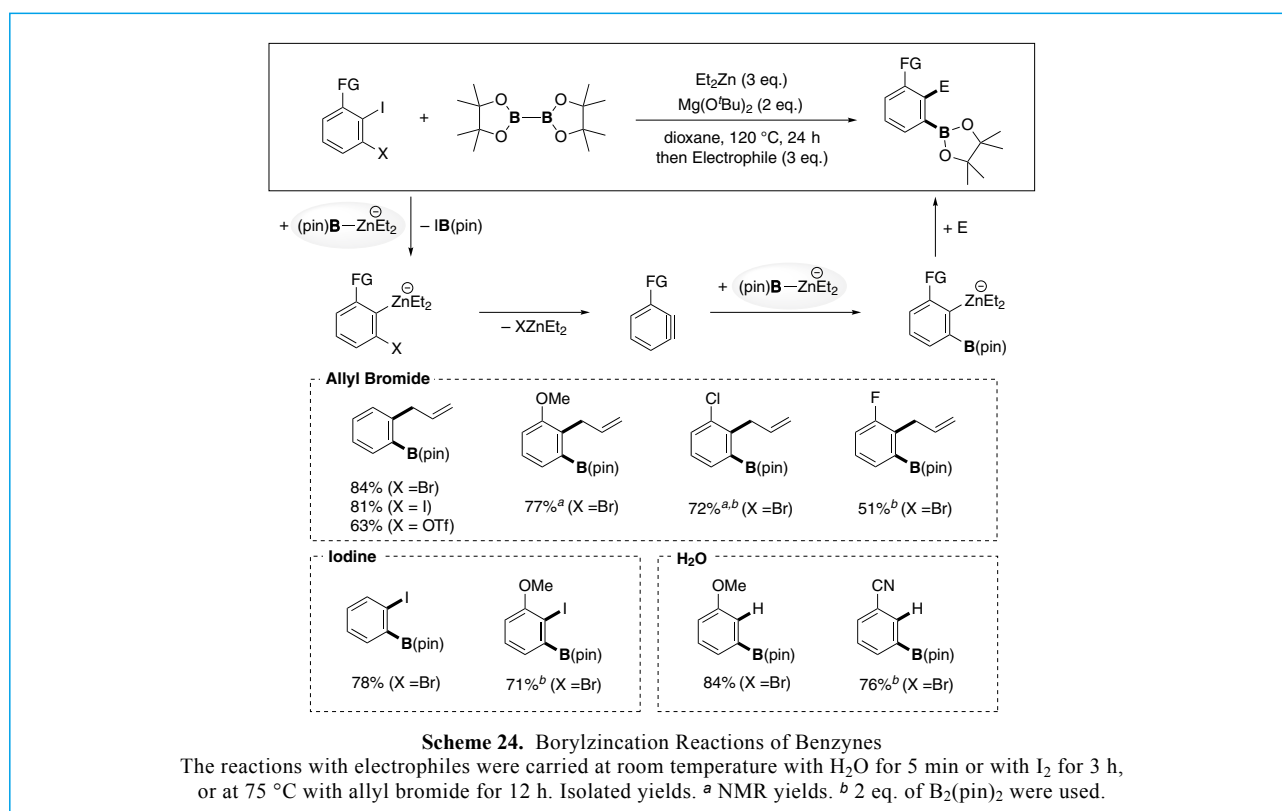 FG
I
X
+
O
B
O
B
O
O
Et₂Zn (3 eq.)
Mg(OᵗBu)₂ (2 eq.)
dioxane, 120 °C, 24 h
then Electrophile (3 eq.)
FG
E
B
O
O
+ (pin)B–ZnEt₂ ⊖
– IB(pin)
+ E
FG
ZnEt₂ ⊖
X
– XZnEt₂
FG
+ (pin)B–ZnEt₂ ⊖
FG
ZnEt₂ ⊖
B(pin)
Allyl Bromide
B(pin)
84% (X =Br)
81% (X = I)
63% (X = OTf)
OMe
B(pin)
77%ᵃ (X =Br)
Cl
B(pin)
72%ᵃ,ᵇ (X =Br)
F
B(pin)
51%ᵇ (X =Br)
Iodine
I
B(pin)
78% (X =Br)
OMe
I
B(pin)
71%ᵇ (X =Br)
H₂O
OMe
H
B(pin)
84% (X =Br)
CN
H
B(pin)
76%ᵇ (X =Br)
Scheme 24. Borylzincation Reactions of Benzynes
The reactions with electrophiles were carried at room temperature with H₂O for 5 min or with I₂ for 3 h,
or at 75 °C with allyl bromide for 12 h. Isolated yields. ᵃ NMR yields. ᵇ 2 eq. of B₂(pin)₂ were used.